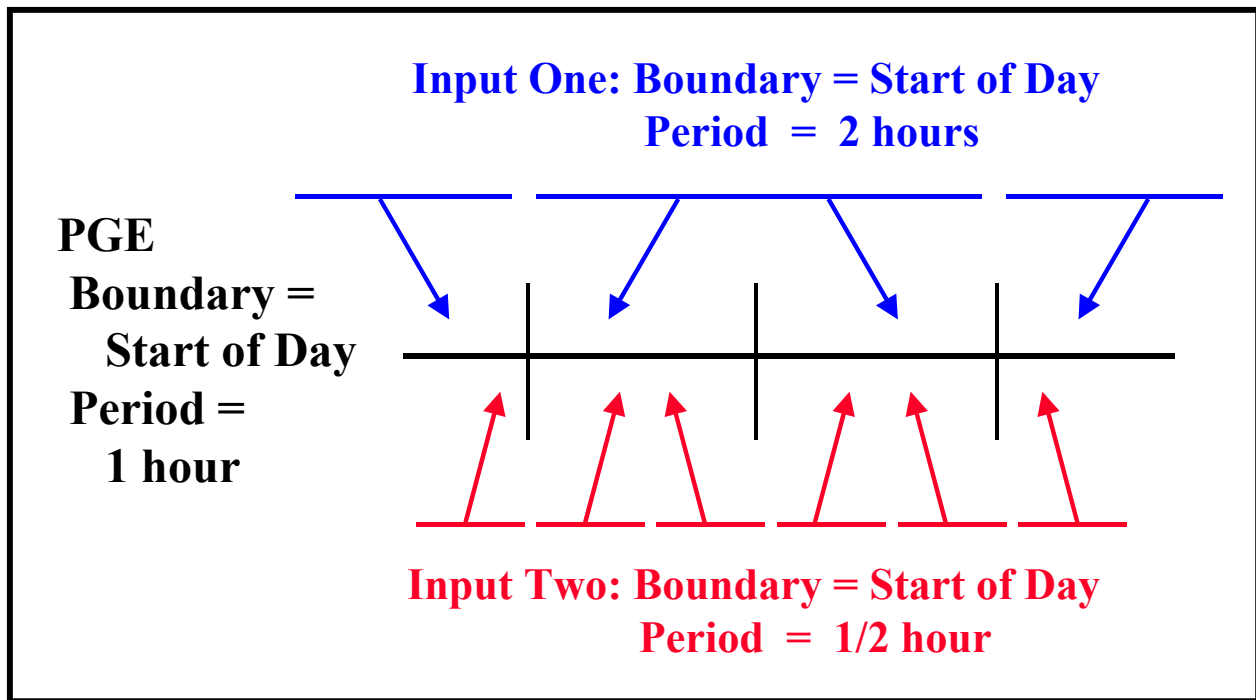 Input One: Boundary = Start of Day
Period = 2 hours
PGE
Boundary =
Start of Day
Period =
1 hour
Input Two: Boundary = Start of Day
Period = 1/2 hour